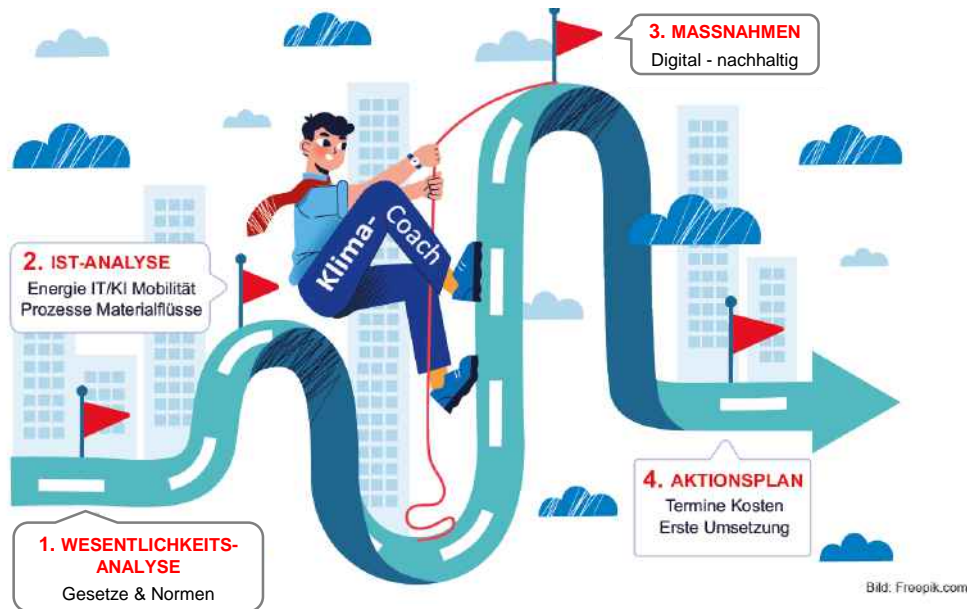 3. MASSNAHMEN
Digital - nachhaltig
Klima-
Coach
2. IST-ANALYSE
Energie IT/KI Mobilität
Prozesse Materialflüsse
4. AKTIONSPLAN
Termine Kosten
Erste Umsetzung
1. WESENTLICHKEITS-
ANALYSE
Gesetze & Normen
Bild: Freepik.com